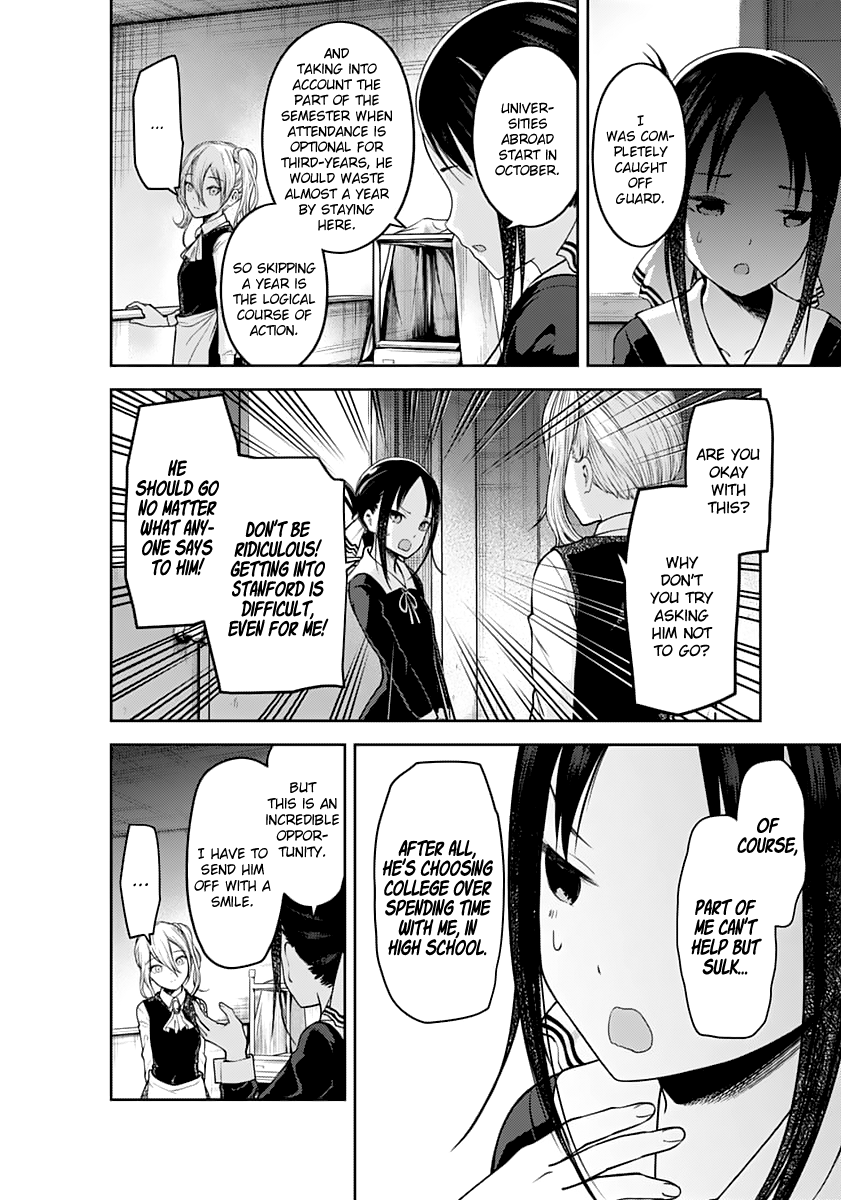 I
WAS COM-
PLETELY
CAUGHT
OFF
GUARD.
UNIVER-
SITIES
ABROAD
START IN
OCTOBER.
AND
TAKING INTO
ACCOUNT THE
PART OF THE
SEMESTER WHEN
ATTENDANCE IS
OPTIONAL FOR
THIRD-YEARS, HE
WOULD WASTE
ALMOST A YEAR
BY STAYING
HERE.
SO SKIPPING
A YEAR IS
THE LOGICAL
COURSE OF
ACTION.
...
ARE YOU
OKAY
WITH
THIS?
WHY
DON'T
YOU TRY
ASKING
HIM NOT
TO GO?
DON'T BE
RIDICULOUS!
GETTING INTO
STANFORD IS
DIFFICULT,
EVEN FOR ME!
HE
SHOULD GO
NO MATTER
WHAT ANY-
ONE SAYS
TO HIM!
OF
COURSE,
PART OF
ME CAN'T
HELP BUT
SULK...
AFTER ALL,
HE'S CHOOSING
COLLEGE OVER
SPENDING TIME
WITH ME, IN
HIGH SCHOOL.
BUT
THIS IS AN
INCREDIBLE
OPPOR-
TUNITY.
I HAVE TO
SEND HIM
OFF WITH A
SMILE.
...